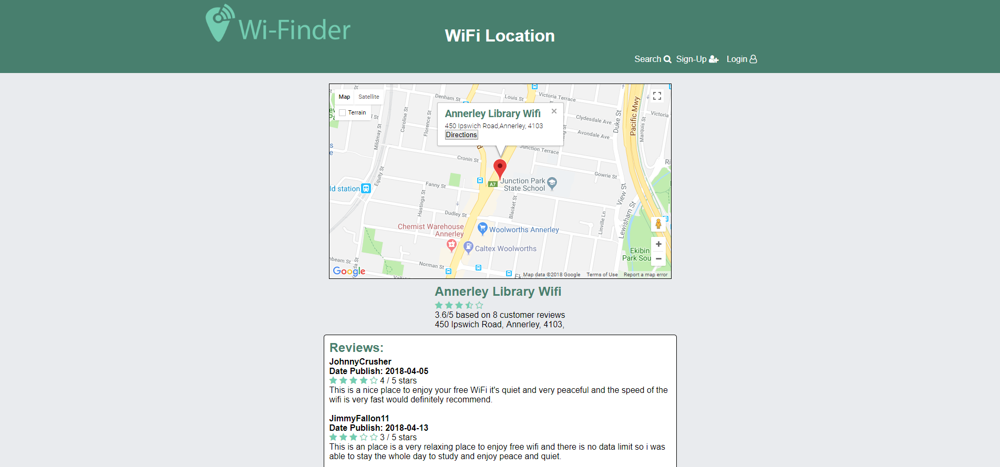 Wi-Finder
WiFi Location
Search Sign-Up Login
Map Satellite
Terrain
Denham St
Louis St
Victoria Terrace
Caroline St
Florence St
Mildmay St
Annerley Library Wifi
450 Ipswich Road,Annerley, 4103
Directions
Clydesdale Ave
Avondale Ave
Duke St
Pacific Mwy
Marquis St
Victoria
Junction Terrace
Cronin St
Gowrie St
Equity St
ld station
Fanny St
A7
Junction Park
State School
View St
Hastings St
Blacket St
Dudley St
Linville Ln
Lewisham St
Chemist Warehouse
Annerley
Woolworths Annerley
Caltex Woolworths
Ekibin
Park Sou
nbeam St
Norman St
Google
Map data ©2018 Google Terms of Use Report a map error
Annerley Library Wifi
3.6/5 based on 8 customer reviews
450 Ipswich Road, Annerley, 4103,
Reviews:
JohnnyCrusher
Date Publish: 2018-04-05
4 / 5 stars
This is a nice place to enjoy your free WiFi it's quiet and very peaceful and the speed of the
wifi is very fast would definitely recommend.
JimmyFallon11
Date Publish: 2018-04-13
3 / 5 stars
This is an place is a very relaxing place to enjoy free wifi and there is no data limit so i was
able to stay the whole day to study and enjoy peace and quiet.